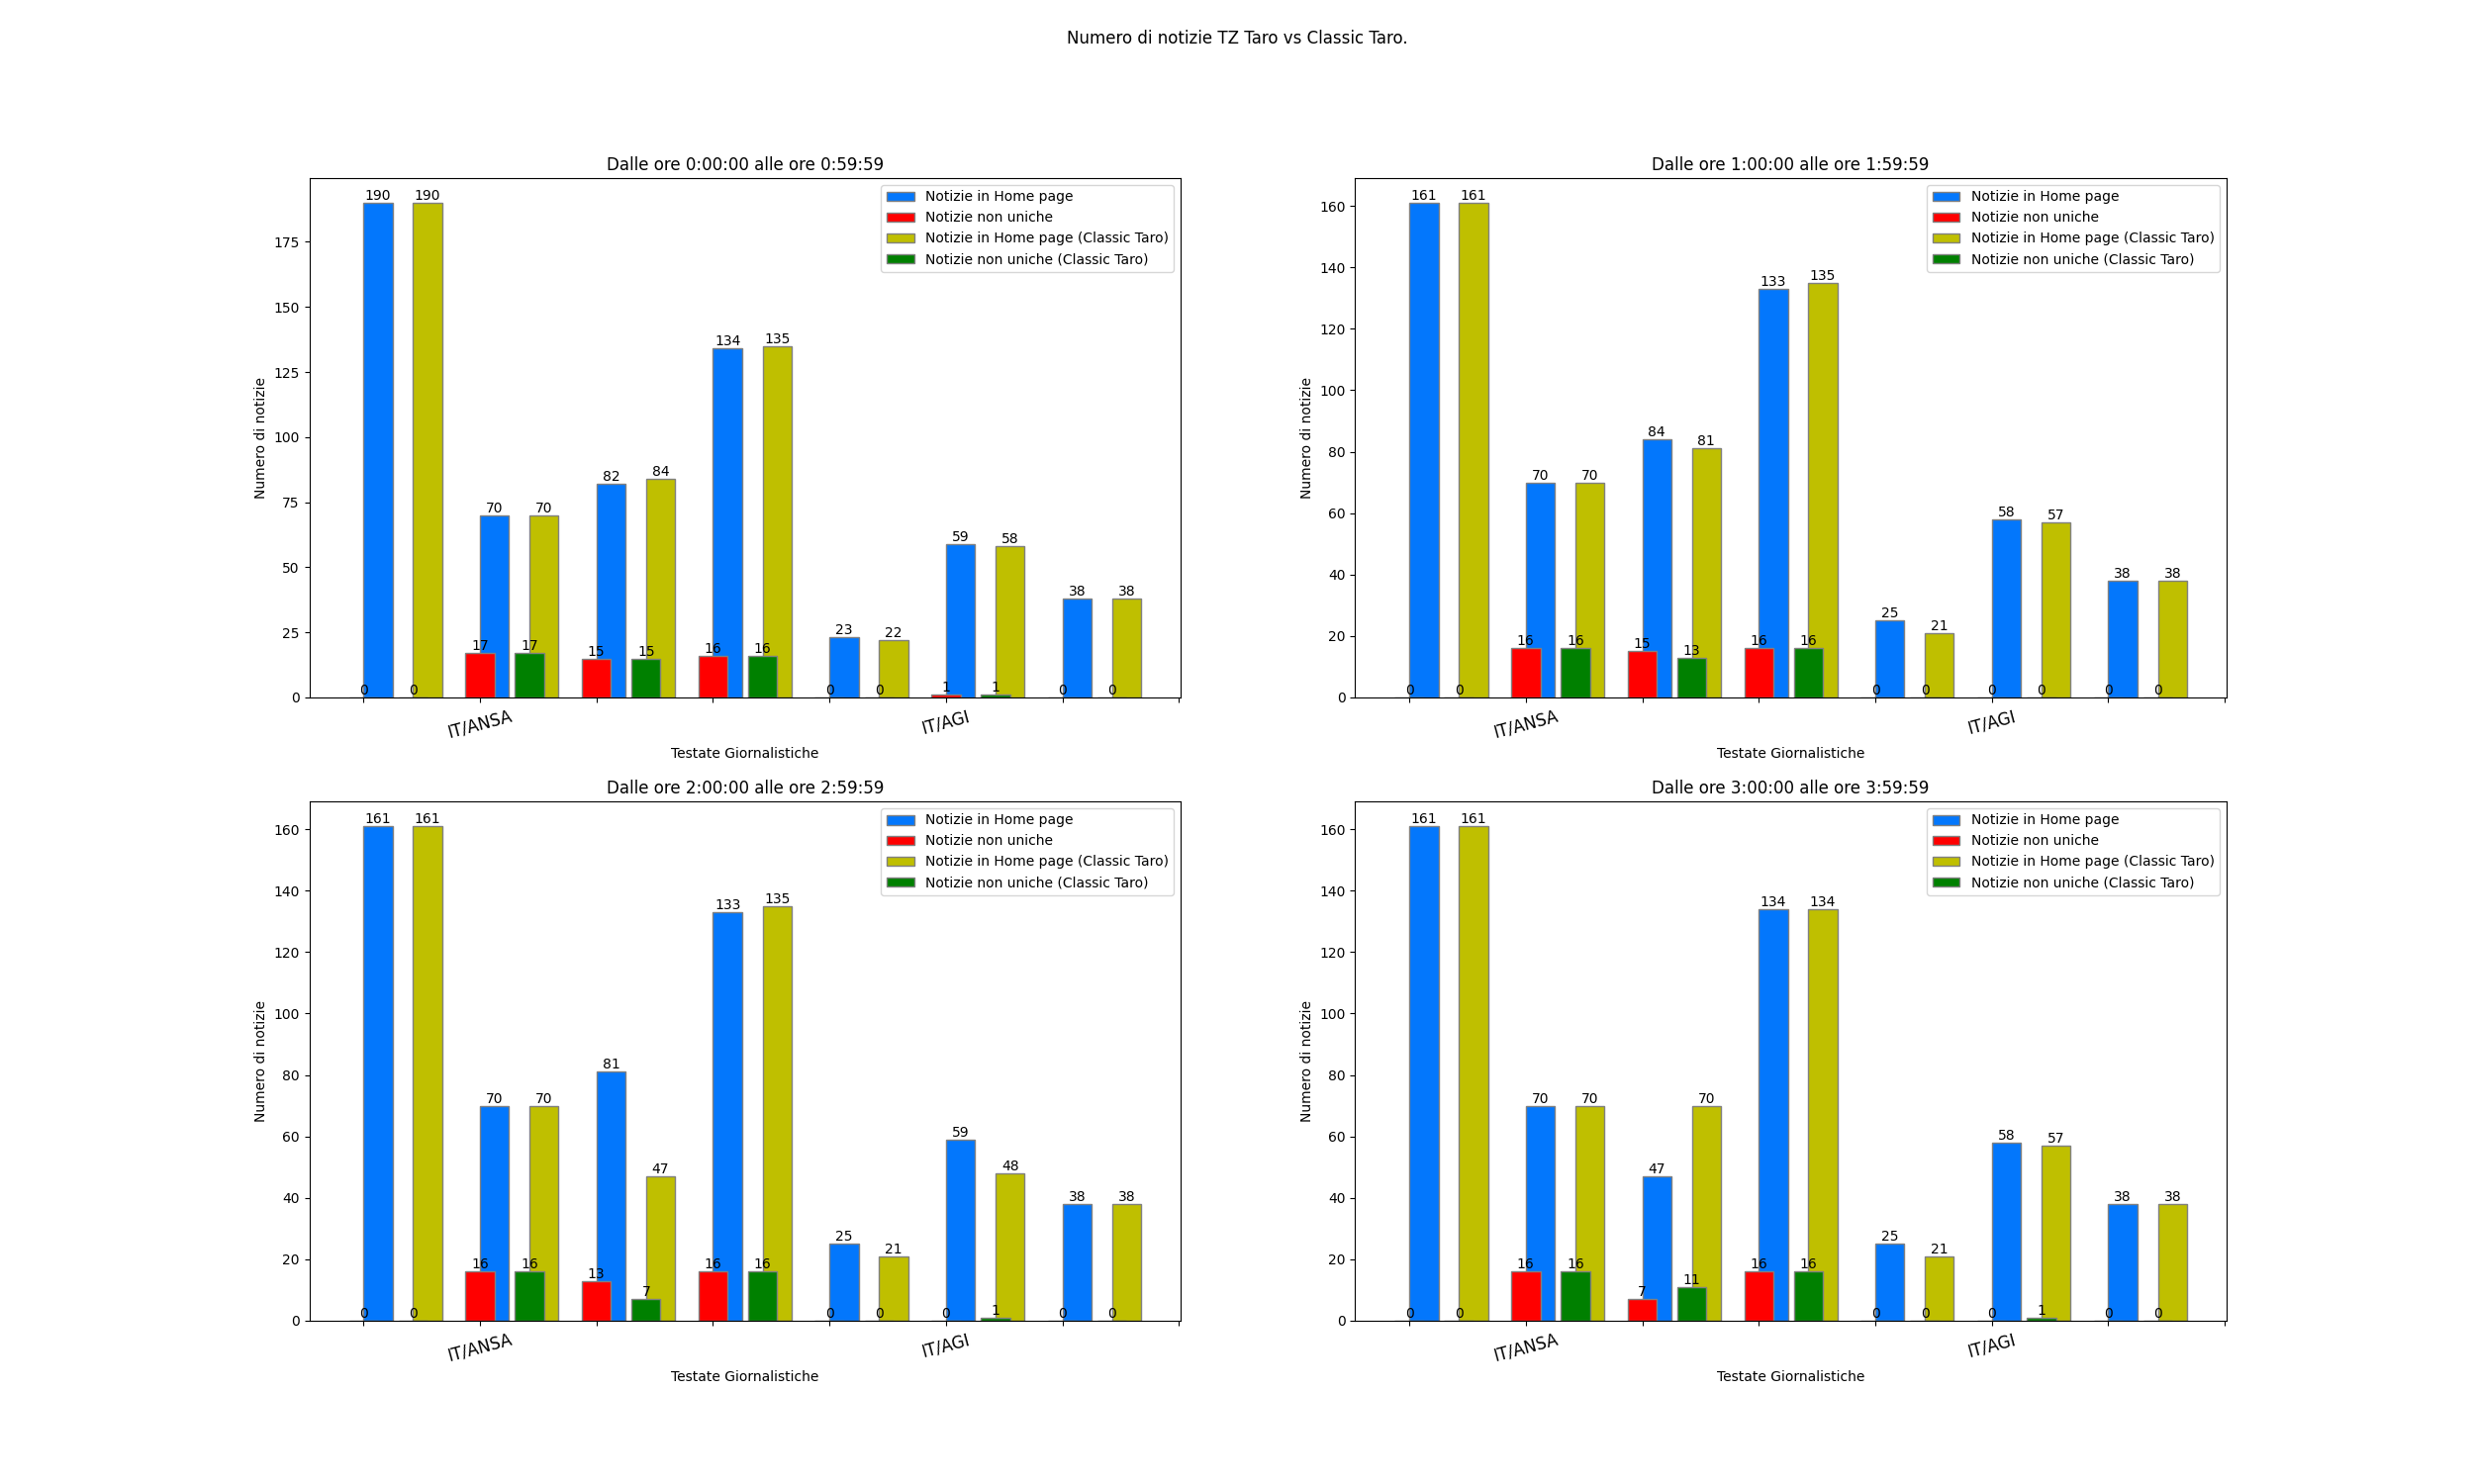 Numero di notizie TZ Taro vs Classic Taro.
Dalle ore 0:00:00 alle ore 0:59:59
Notizie in Home page
Notizie non uniche
Notizie in Home page (Classic Taro)
Notizie non uniche (Classic Taro)
Numero di notizie
175
150
125
100
75
50
25
0
190 190
70 70
82 84
134 135
23 22
59 58
38 38
0 0
17 17
15 15
16 16
0 0
1 1
0 0
IT/ANSA
IT/AGI
Testate Giornalistiche
Dalle ore 1:00:00 alle ore 1:59:59
Notizie in Home page
Notizie non uniche
Notizie in Home page (Classic Taro)
Notizie non uniche (Classic Taro)
Numero di notizie
160
140
120
100
80
60
40
20
0
161 161
70 70
84 81
133 135
25 21
58 57
38 38
0 0
16 16
15 13
16 16
0 0
0 0
0 0
IT/ANSA
IT/AGI
Testate Giornalistiche
Dalle ore 2:00:00 alle ore 2:59:59
Notizie in Home page
Notizie non uniche
Notizie in Home page (Classic Taro)
Notizie non uniche (Classic Taro)
Numero di notizie
160
140
120
100
80
60
40
20
0
161 161
70 70
81 47
133 135
25 21
59 48
38 38
0 0
16 16
13 7
16 16
0 0
0 1
0 0
IT/ANSA
IT/AGI
Testate Giornalistiche
Dalle ore 3:00:00 alle ore 3:59:59
Notizie in Home page
Notizie non uniche
Notizie in Home page (Classic Taro)
Notizie non uniche (Classic Taro)
Numero di notizie
160
140
120
100
80
60
40
20
0
161 161
70 70
47 70
134 134
25 21
58 57
38 38
0 0
16 16
7 11
16 16
0 0
0 1
0 0
IT/ANSA
IT/AGI
Testate Giornalistiche